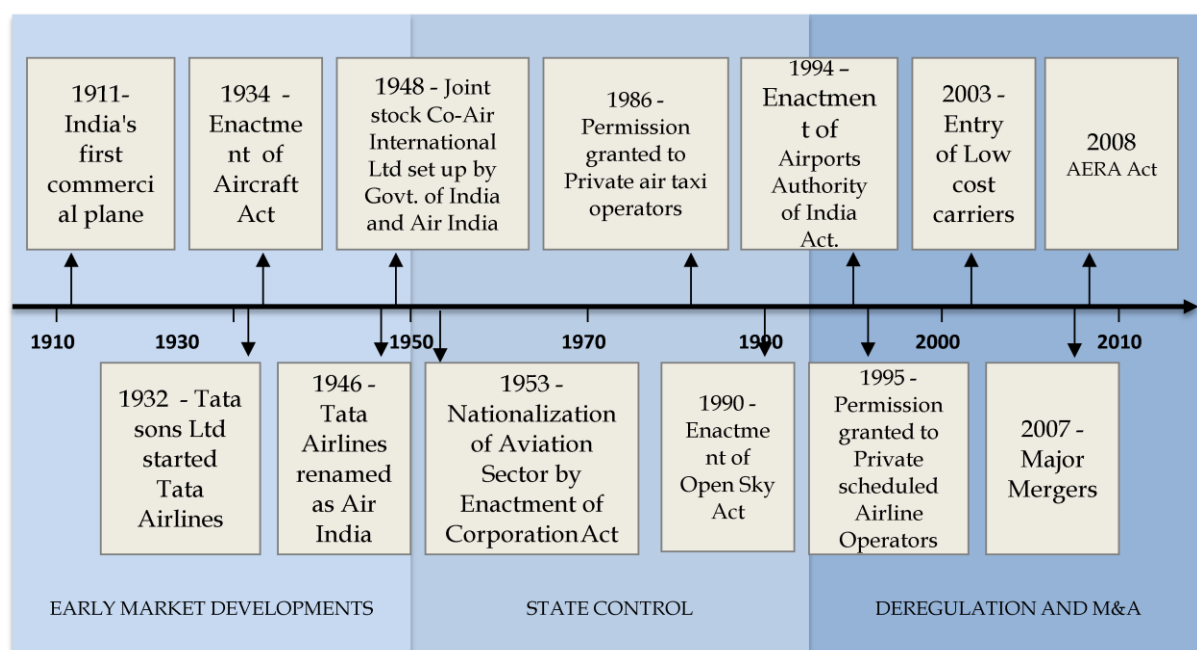 1911-
India's
first
commerci
al plane
1934 -
Enactme
nt of
Aircraft
Act
1948 - Joint
stock Co-Air
International
Ltd set up by
Govt. of India
and Air India
1986 -
Permission
granted to
Private air taxi
operators
1994 –
Enactmen
t of
Airports
Authority
of India
Act.
2003 -
Entry
of Low
cost
carriers
2008
AERA Act
1910
1930
1950
1970
1990
2000
2010
1932 - Tata
sons Ltd
started
Tata
Airlines
1946 -
Tata
Airlines
renamed
as Air
India
1953 -
Nationalization
of Aviation
Sector by
Enactment of
Corporation Act
1990 -
Enactme
nt of
Open Sky
Act
1995 -
Permission
granted to
Private
scheduled
Airline
Operators
2007 -
Major
Mergers
EARLY MARKET DEVELOPMENTS
STATE CONTROL
DEREGULATION AND M&A